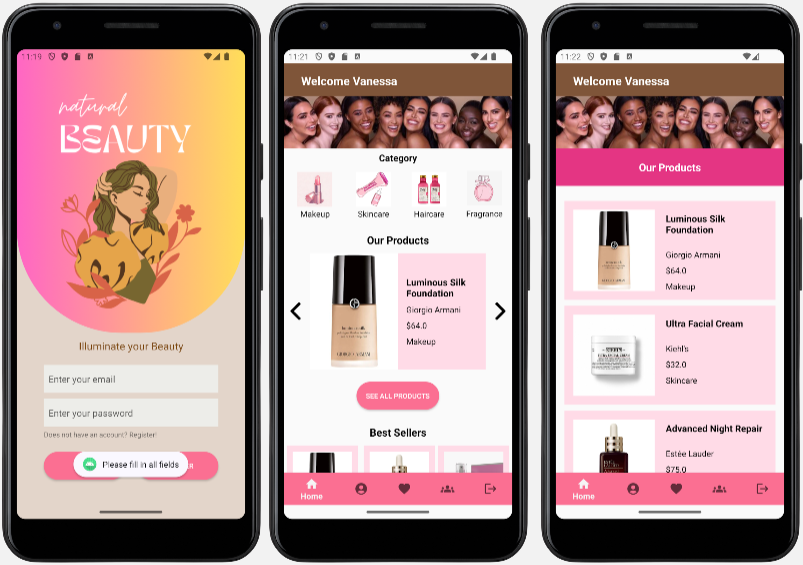 11:19
natural
BEAUTY
Illuminate your Beauty
Enter your email
Enter your password
Does not have an account? Register!
Please fill in all fields
11:21
Welcome Vanessa
Category
Makeup
Skincare
Haircare
Fragrance
Our Products
GIORGIO ARMANI
Luminous Silk
Foundation
Giorgio Armani
$64.0
Makeup
SEE ALL PRODUCTS
Best Sellers
Home
11:22
Welcome Vanessa
Our Products
Luminous Silk
Foundation
Giorgio Armani
$64.0
Makeup
Ultra Facial Cream
Kiehl's
$32.0
Skincare
Advanced Night Repair
Estée Lauder
$75.0
Home